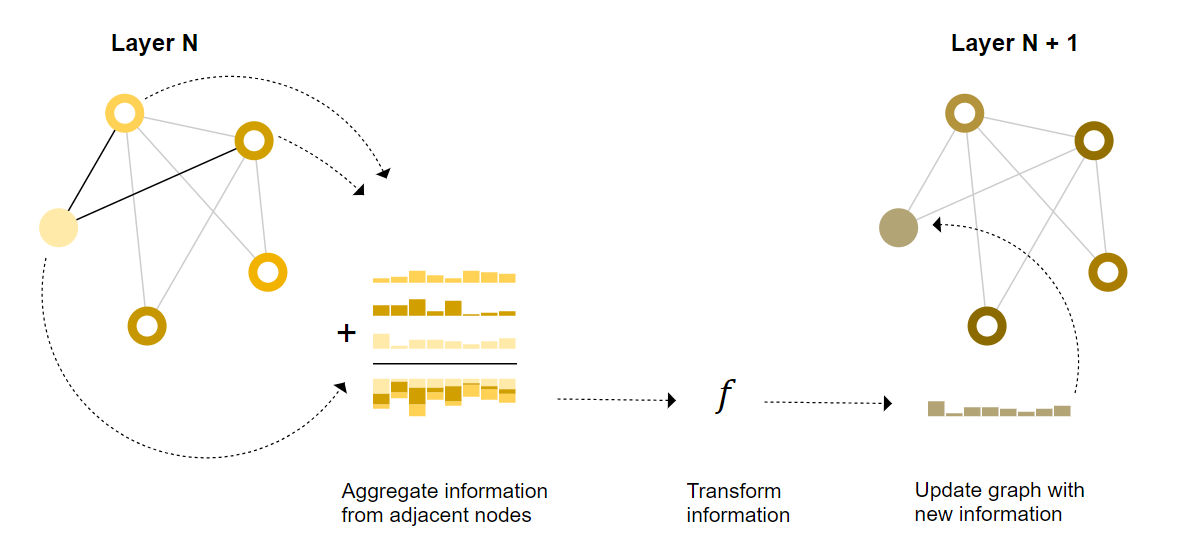 Layer N
Layer N + 1
+
f
Aggregate information
from adjacent nodes
Transform
information
Update graph with
new information